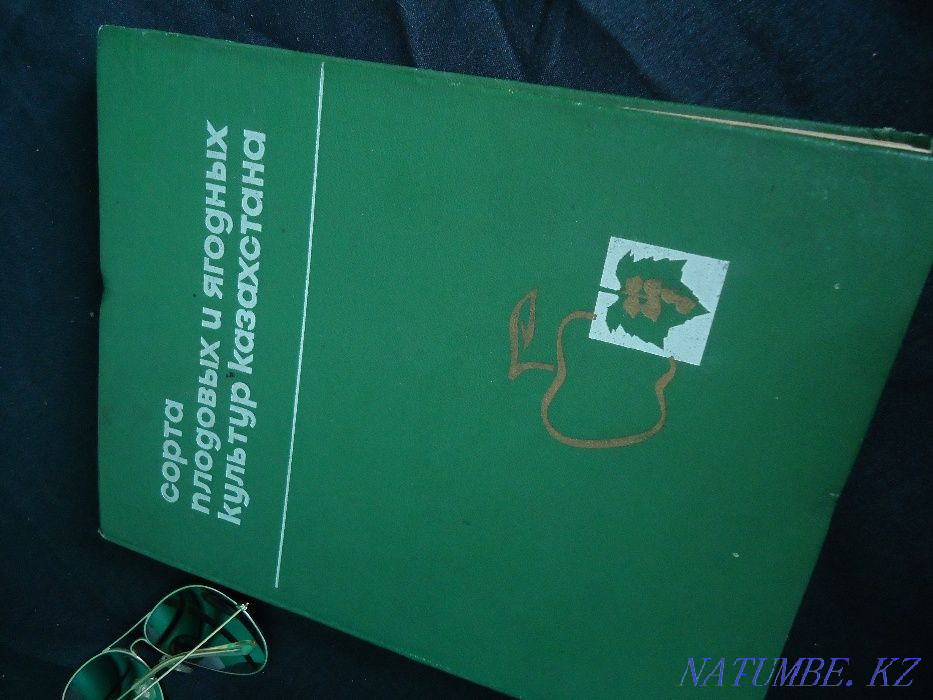 сорта
плодовых и ягодных
культур казахстана
NATUMBE. KZ